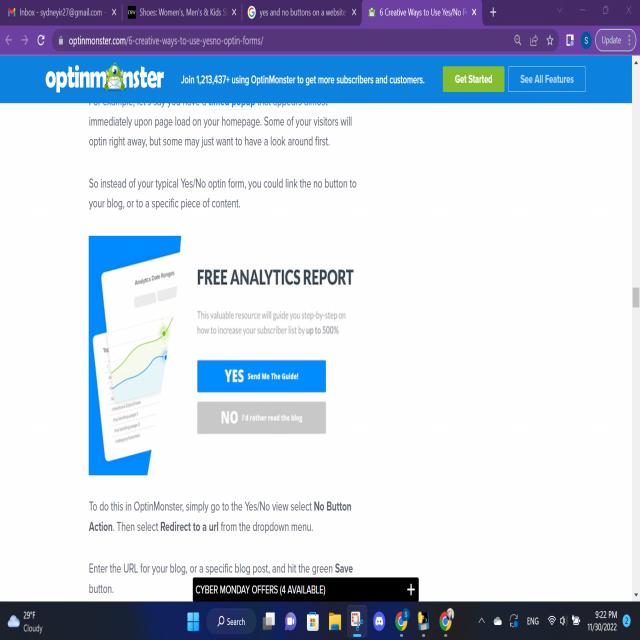 Inbox - sydneyir27@gmail.com -
Shoes: Women's, Men's & Kids S
yes and no buttons on a website
6 Creative Ways to Use Yes/No
optinmonster.com/6-creative-ways-to-use-yesno-optin-forms/
S
Update
optinmonster
Join 1,213,437+ using OptinMonster to get more subscribers and customers.
Get Started
See All Features
For example, let's say you have a timed popup that appears almost
immediately upon page load on your homepage. Some of your visitors will
optin right away, but some may just want to have a look around first.
So instead of your typical Yes/No optin form, you could link the no button to
your blog, or to a specific piece of content.
Analytics Date Ranges
FREE ANALYTICS REPORT
This valuable resource will guide you step-by-step on
how to increase your subscriber list by up to 500%
YES Send Me The Guide!
NO I'd rather read the blog
To do this in OptinMonster, simply go to the Yes/No view select No Button
Action. Then select Redirect to a url from the dropdown menu.
Enter the URL for your blog, or a specific blog post, and hit the green Save
button.
CYBER MONDAY OFFERS (4 AVAILABLE) +
29°F
Cloudy
Search
ENG
9:22 PM
11/30/2022
2